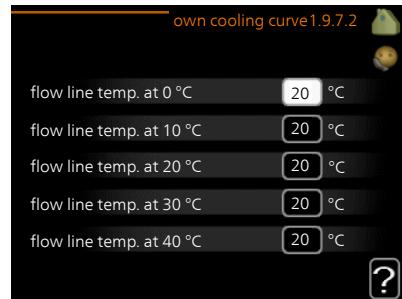 own cooling curve1.9.7.2
flow line temp. at 0 °C 20 °C
flow line temp. at 10 °C 20 °C
flow line temp. at 20 °C 20 °C
flow line temp. at 30 °C 20 °C
flow line temp. at 40 °C 20 °C
?